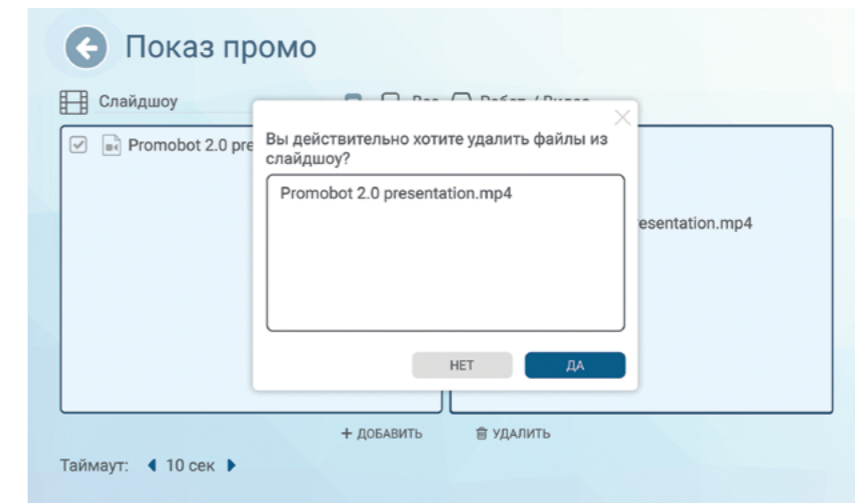 Показ промо
Слайдшоу
Promobot 2.0 pre
Вы действительно хотите удалить файлы из
слайдшоу?
Promobot 2.0 presentation.mp4
esentation.mp4
НЕТ
ДА
+ ДОБАВИТЬ
УДАЛИТЬ
Таймаут: 10 сек